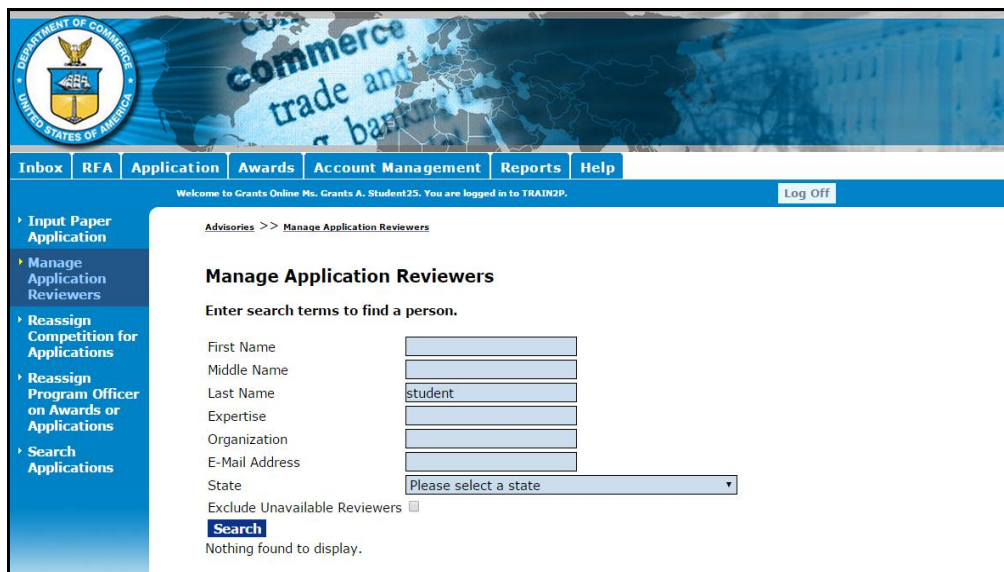 DEPARTMENT OF COMMERCE
UNITED STATES OF AMERICA
commerce
trade and
Inbox RFA Application Awards Account Management Reports Help
Welcome to Grants Online Ms. Grants A. Student25. You are logged in to TRAIN2P.
Log Off
Input Paper
Application
Manage
Application
Reviewers
Reassign
Competition for
Applications
Reassign
Program Officer
on Awards or
Applications
Search
Applications
Advisories >> Manage Application Reviewers
Manage Application Reviewers
Enter search terms to find a person.
First Name
Middle Name
Last Name student
Expertise
Organization
E-Mail Address
State Please select a state
Exclude Unavailable Reviewers
Search
Nothing found to display.